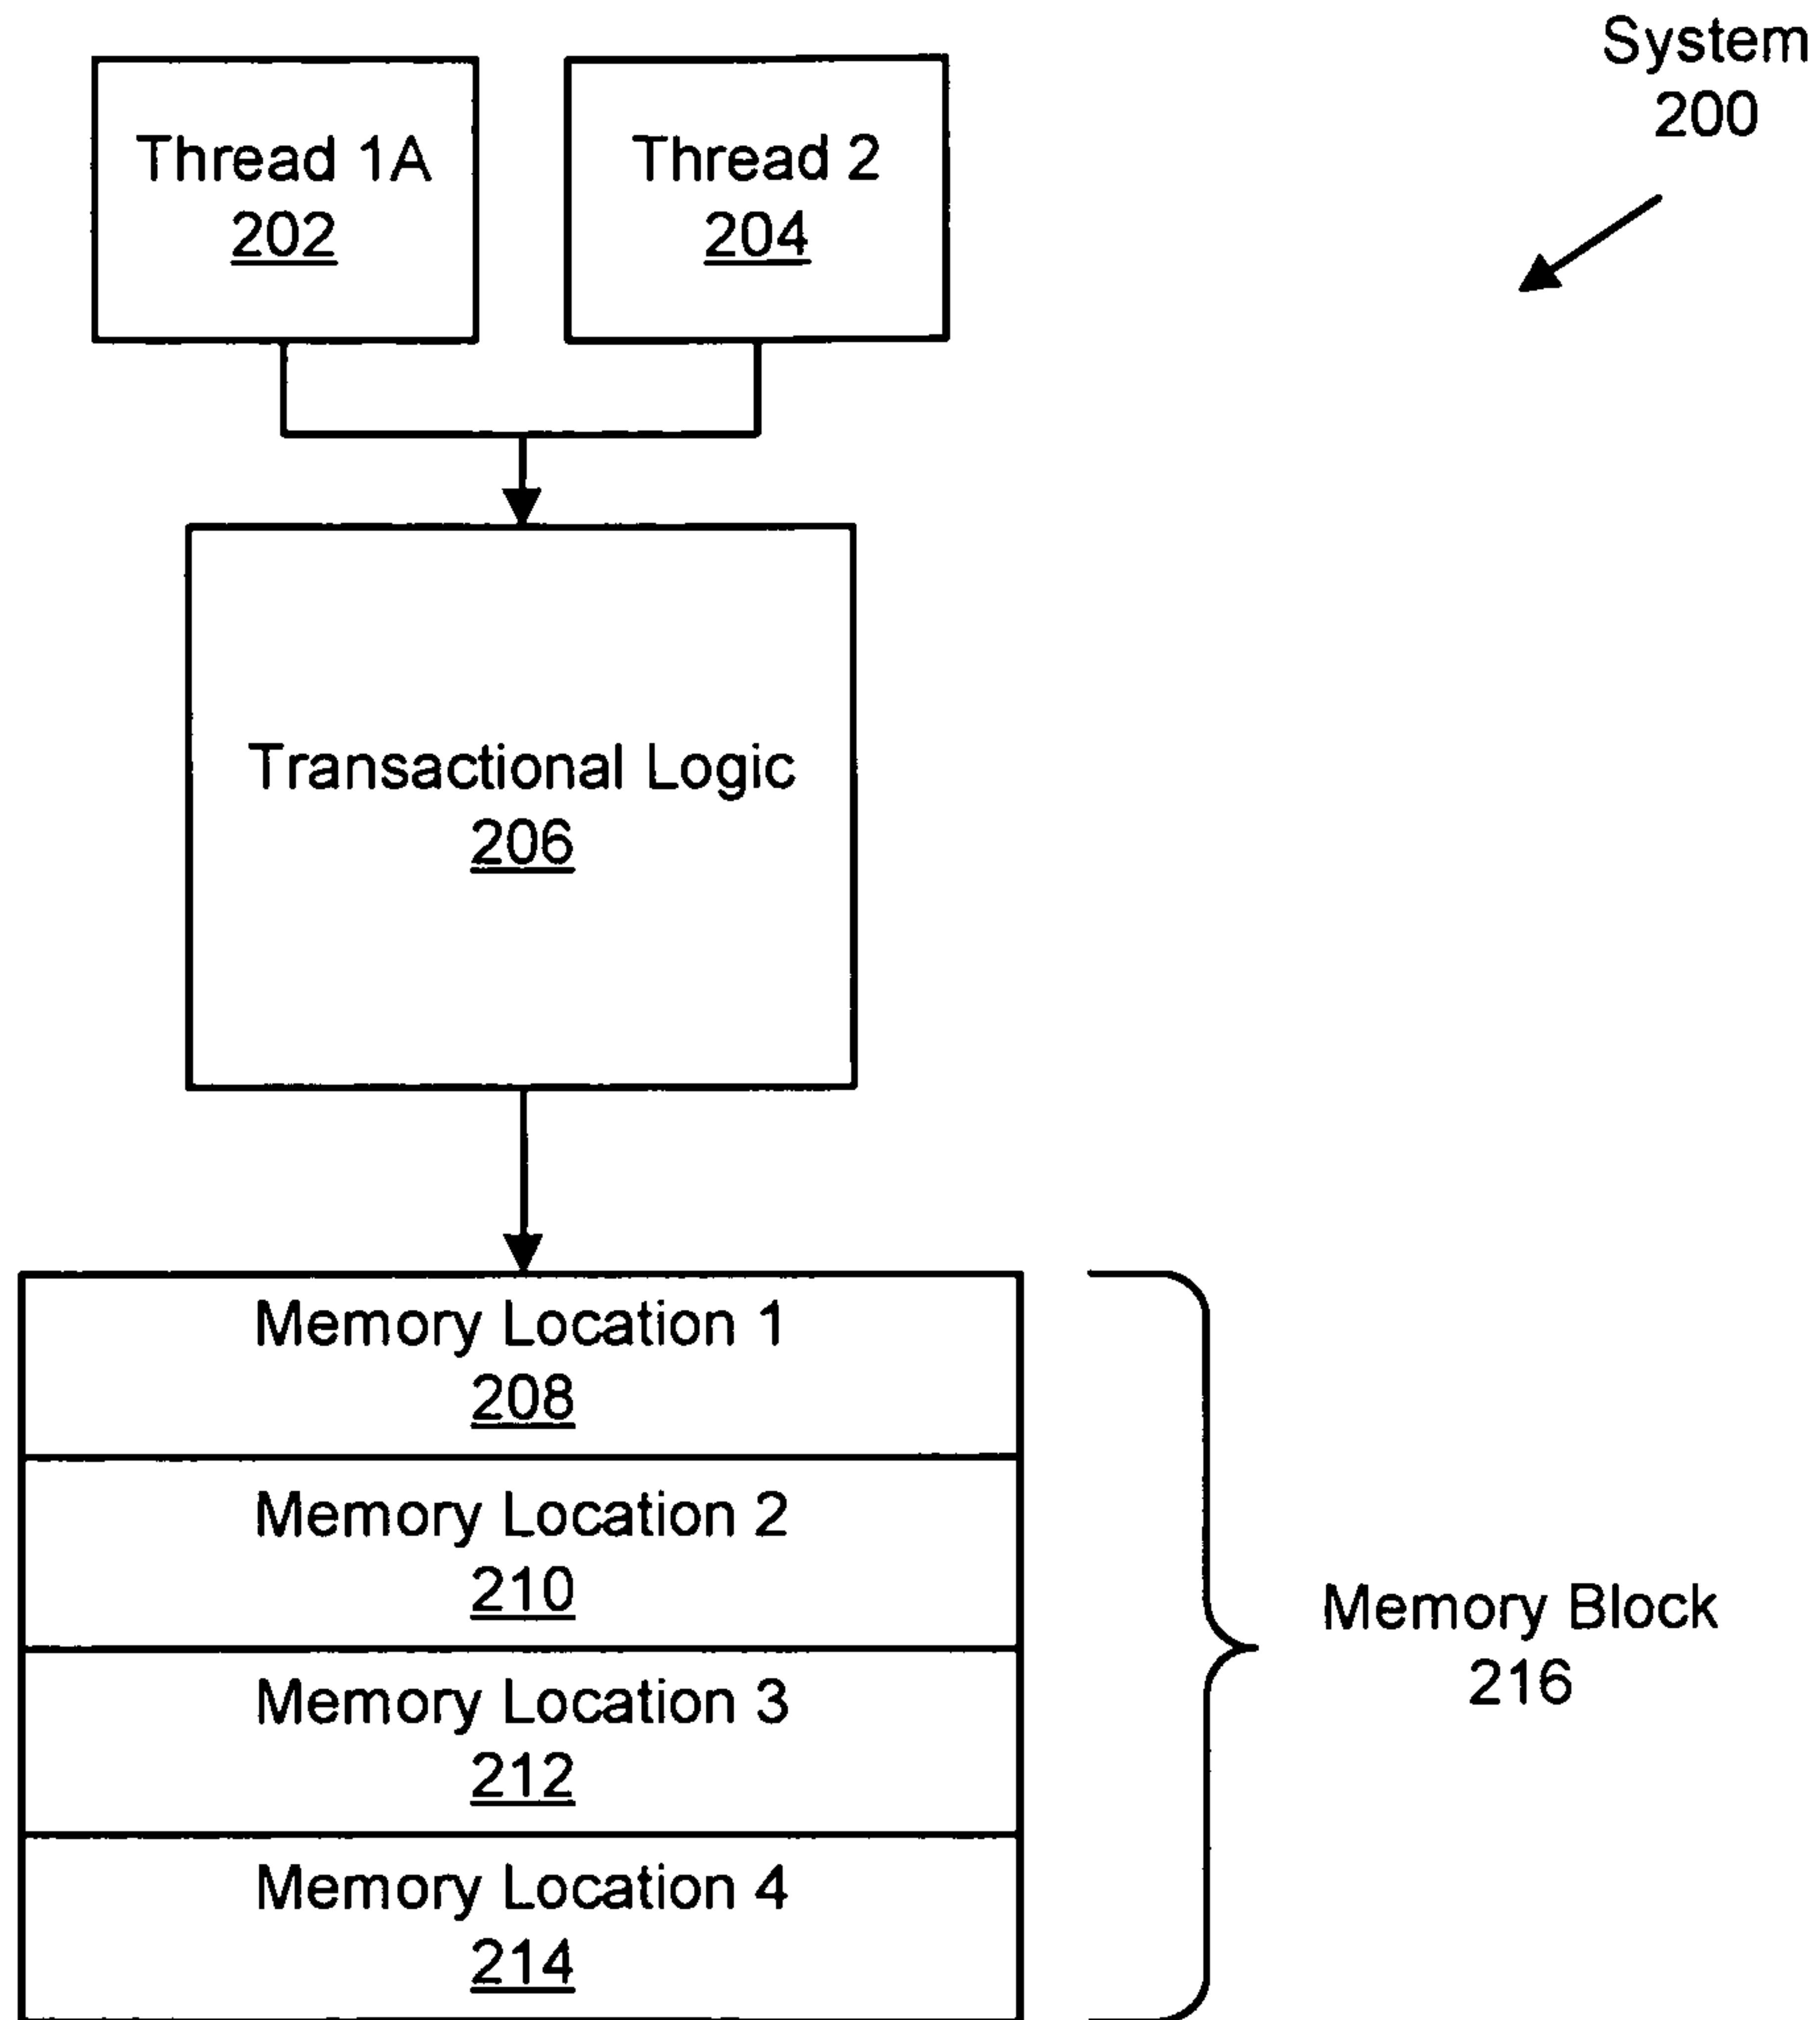 System
200
Thread 1A
202
Thread 2
204
Transactional Logic
206
Memory Location 1
208
Memory Location 2
210
Memory Location 3
212
Memory Location 4
214
Memory Block
216